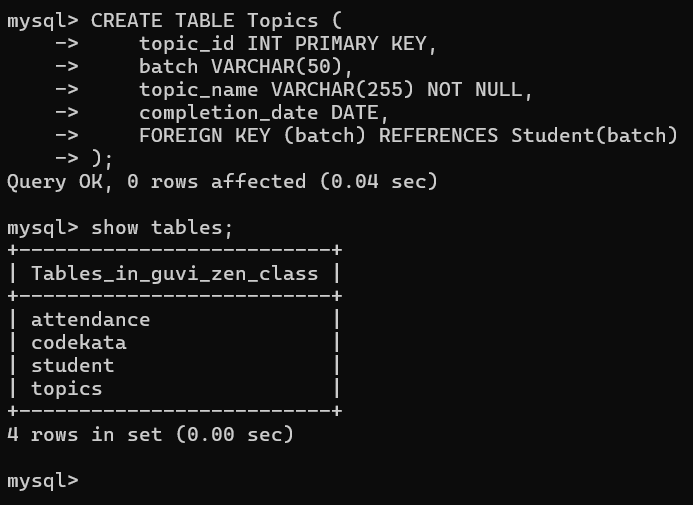 mysql> CREATE TABLE Topics (
    ->     topic_id INT PRIMARY KEY,
    ->     batch VARCHAR(50),
    ->     topic_name VARCHAR(255) NOT NULL,
    ->     completion_date DATE,
    ->     FOREIGN KEY (batch) REFERENCES Student(batch)
    -> );
Query OK, 0 rows affected (0.04 sec)

mysql> show tables;
+--------------------------+
| Tables_in_guvi_zen_class |
+--------------------------+
| attendance               |
| codekata                 |
| student                  |
| topics                   |
+--------------------------+
4 rows in set (0.00 sec)

mysql>